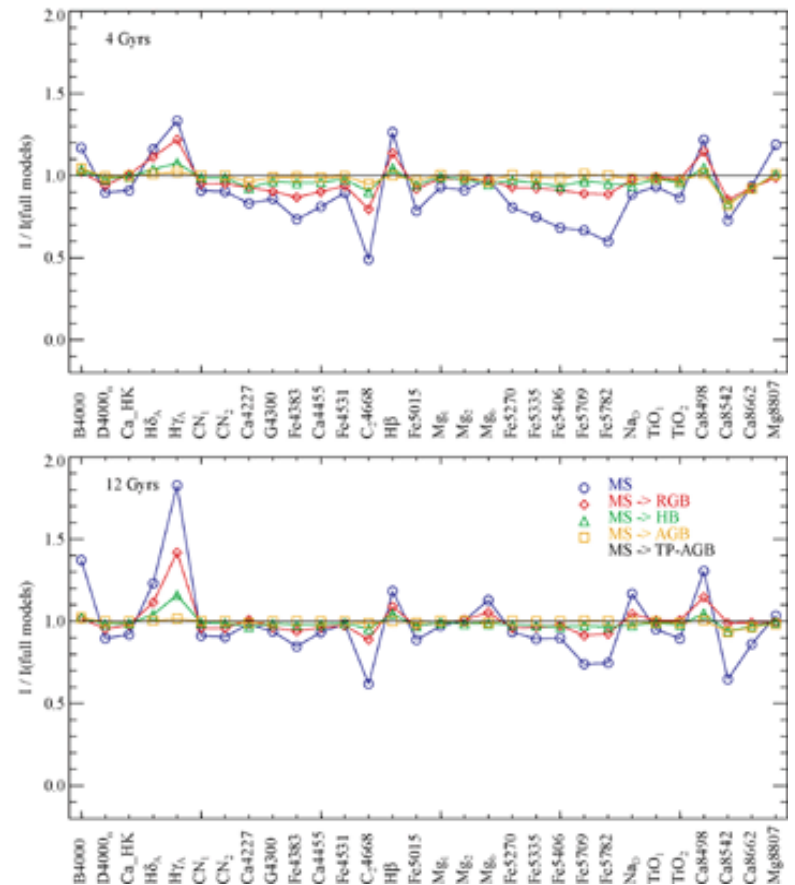 2.0
4 Gyrs
1.5
1.0
0.5
0.0
I / I(full models)
B4000
D4000n
Ca_HK
HδA
HγA
CN1
CN2
Ca4227
G4300
Fe4383
Ca4455
Fe4531
C24668
Hβ
Fe5015
Mg1
Mg2
Mgb
Fe5270
Fe5335
Fe5406
Fe5709
Fe5782
NaD
TiO1
TiO2
Ca8498
Ca8542
Ca8662
Mg8807
2.0
12 Gyrs
MS
MS -> RGB
MS -> HB
MS -> AGB
MS -> TP-AGB
1.5
1.0
0.5
0.0
I / I(full models)
B4000
D4000n
Ca_HK
HδA
HγA
CN1
CN2
Ca4227
G4300
Fe4383
Ca4455
Fe4531
C24668
Hβ
Fe5015
Mg1
Mg2
Mgb
Fe5270
Fe5335
Fe5406
Fe5709
Fe5782
NaD
TiO1
TiO2
Ca8498
Ca8542
Ca8662
Mg8807